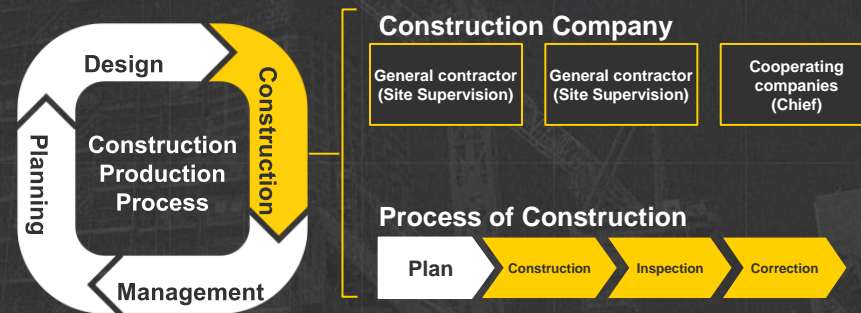 Design
Construction
Planning
Management
Construction
Production
Process
Construction Company
General contractor
(Site Supervision)
General contractor
(Site Supervision)
Cooperating
companies
(Chief)
Process of Construction
Plan
Construction
Inspection
Correction